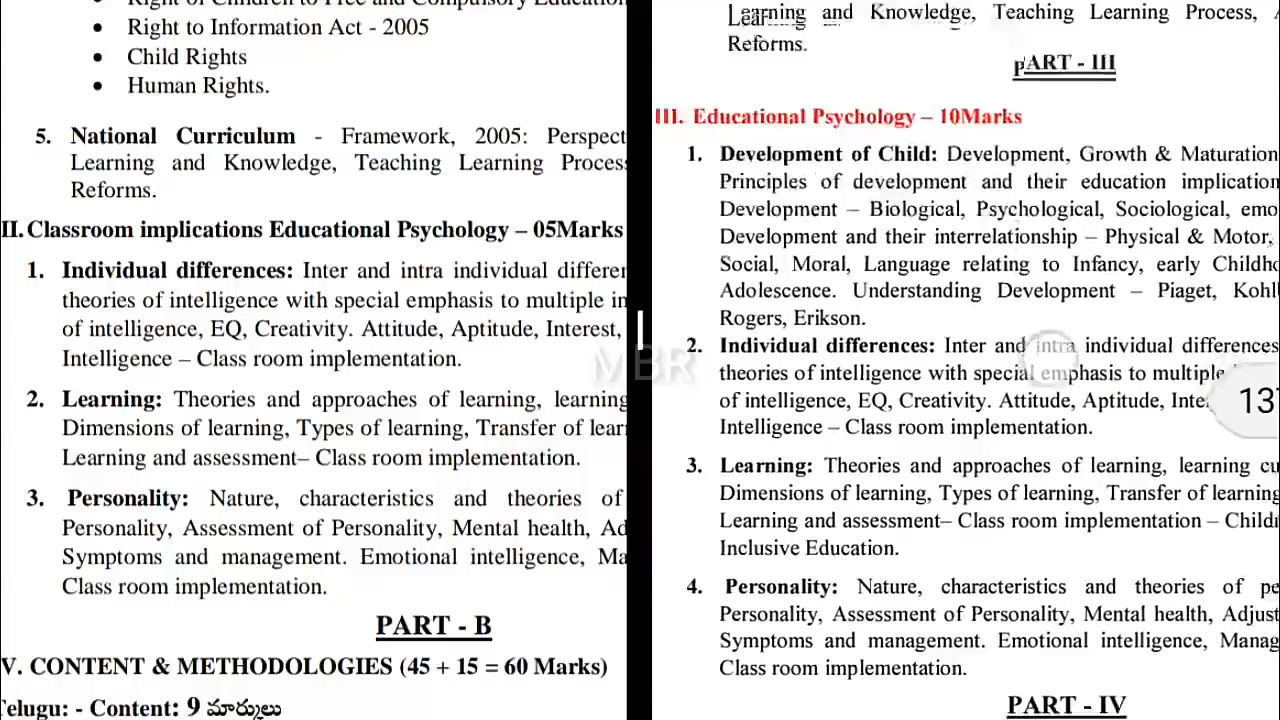 Right of Children to Free and Compulsory Education
• Right to Information Act - 2005
• Child Rights
• Human Rights.
5. National Curriculum - Framework, 2005: Perspect
Learning and Knowledge, Teaching Learning Process
Reforms.
II. Classroom implications Educational Psychology – 05Marks
1. Individual differences: Inter and intra individual differen
theories of intelligence with special emphasis to multiple in
of intelligence, EQ, Creativity. Attitude, Aptitude, Interest,
Intelligence – Class room implementation.
2. Learning: Theories and approaches of learning, learning
Dimensions of learning, Types of learning, Transfer of lear
Learning and assessment– Class room implementation.
3. Personality: Nature, characteristics and theories of
Personality, Assessment of Personality, Mental health, Ad
Symptoms and management. Emotional intelligence, Ma
Class room implementation.
PART - B
V. CONTENT & METHODOLOGIES (45 + 15 = 60 Marks)
Telugu: - Content: 9 మార్కులు
Learning and Knowledge, Teaching Learning Process,
Reforms.
PART - III
III. Educational Psychology – 10Marks
1. Development of Child: Development, Growth & Maturation
Principles of development and their education implication
Development – Biological, Psychological, Sociological, emo
Development and their interrelationship – Physical & Motor,
Social, Moral, Language relating to Infancy, early Childho
Adolescence. Understanding Development – Piaget, Kohl
Rogers, Erikson.
2. Individual differences: Inter and intra individual differences
theories of intelligence with special emphasis to multiple
of intelligence, EQ, Creativity. Attitude, Aptitude, Inte
Intelligence – Class room implementation.
3. Learning: Theories and approaches of learning, learning cu
Dimensions of learning, Types of learning, Transfer of learning
Learning and assessment– Class room implementation – Child
Inclusive Education.
4. Personality: Nature, characteristics and theories of pe
Personality, Assessment of Personality, Mental health, Adjust
Symptoms and management. Emotional intelligence, Manag
Class room implementation.
PART - IV
MBR
13